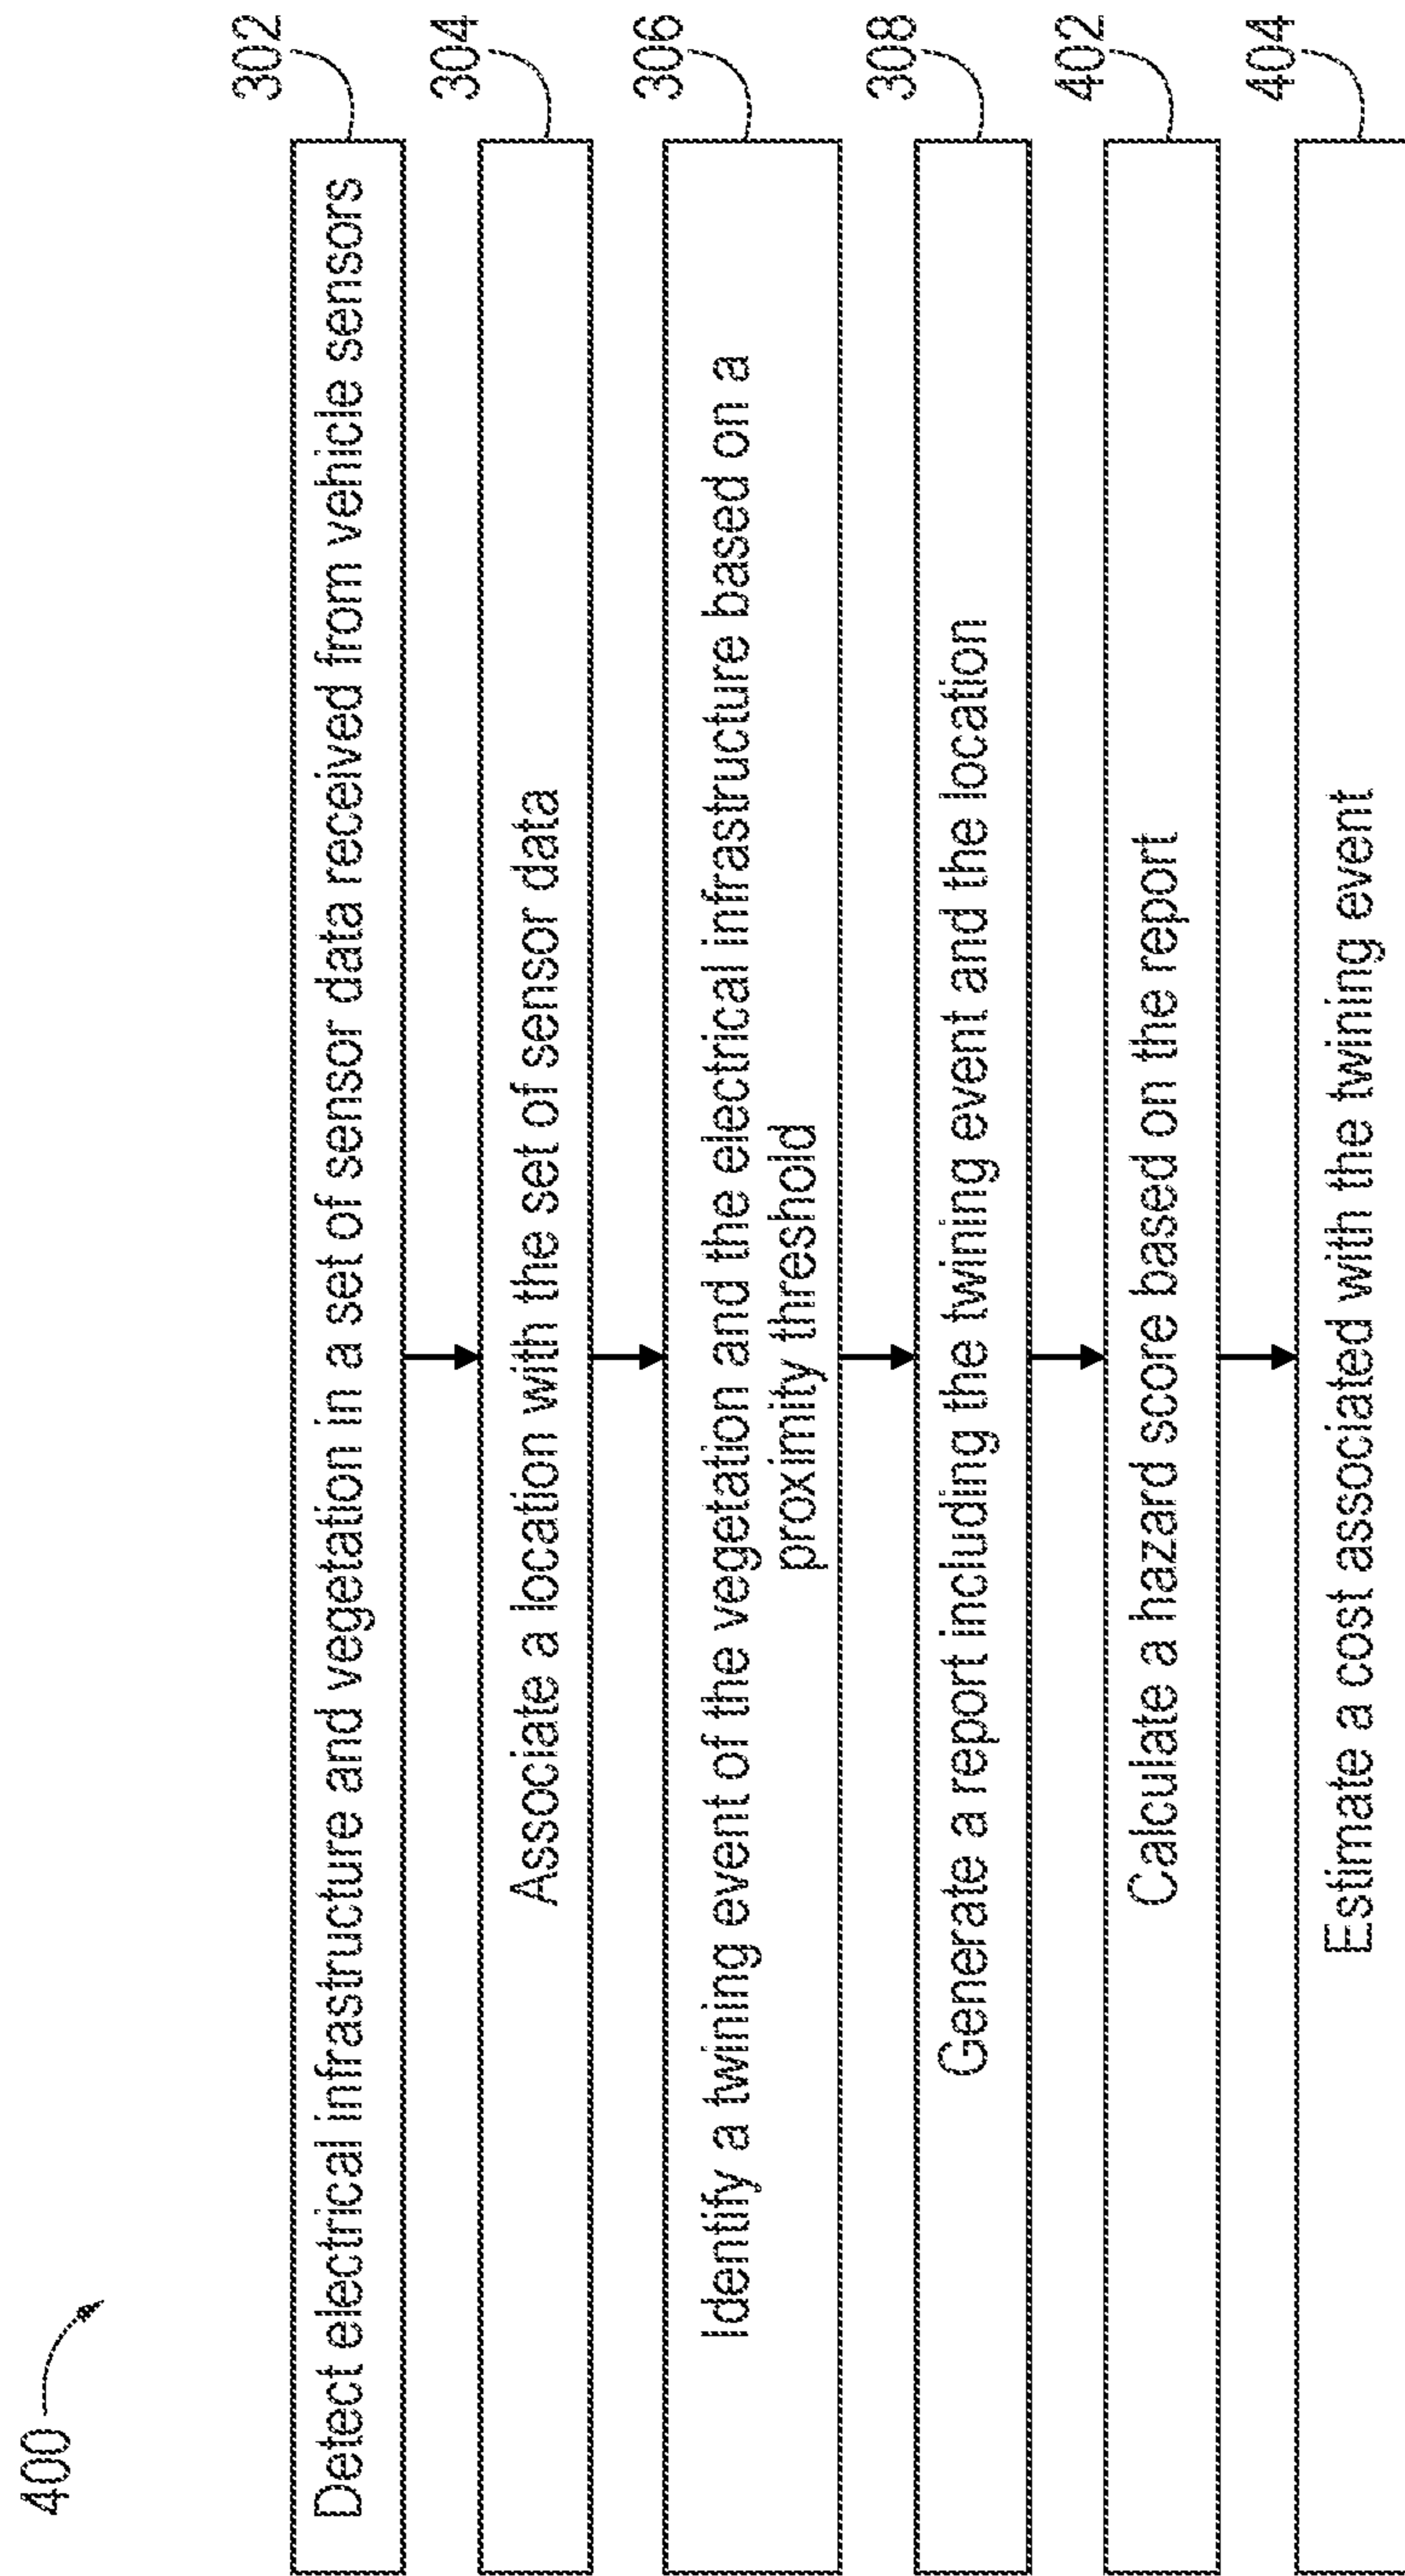 400
Detect electrical infrastructure and vegetation in a set of sensor data received from vehicle sensors
302
Associate a location with the set of sensor data
304
Identify a twining event of the vegetation and the electrical infrastructure based on a
proximity threshold
306
Generate a report including the twining event and the location
308
Calculate a hazard score based on the report
402
Estimate a cost associated with the twining event
404